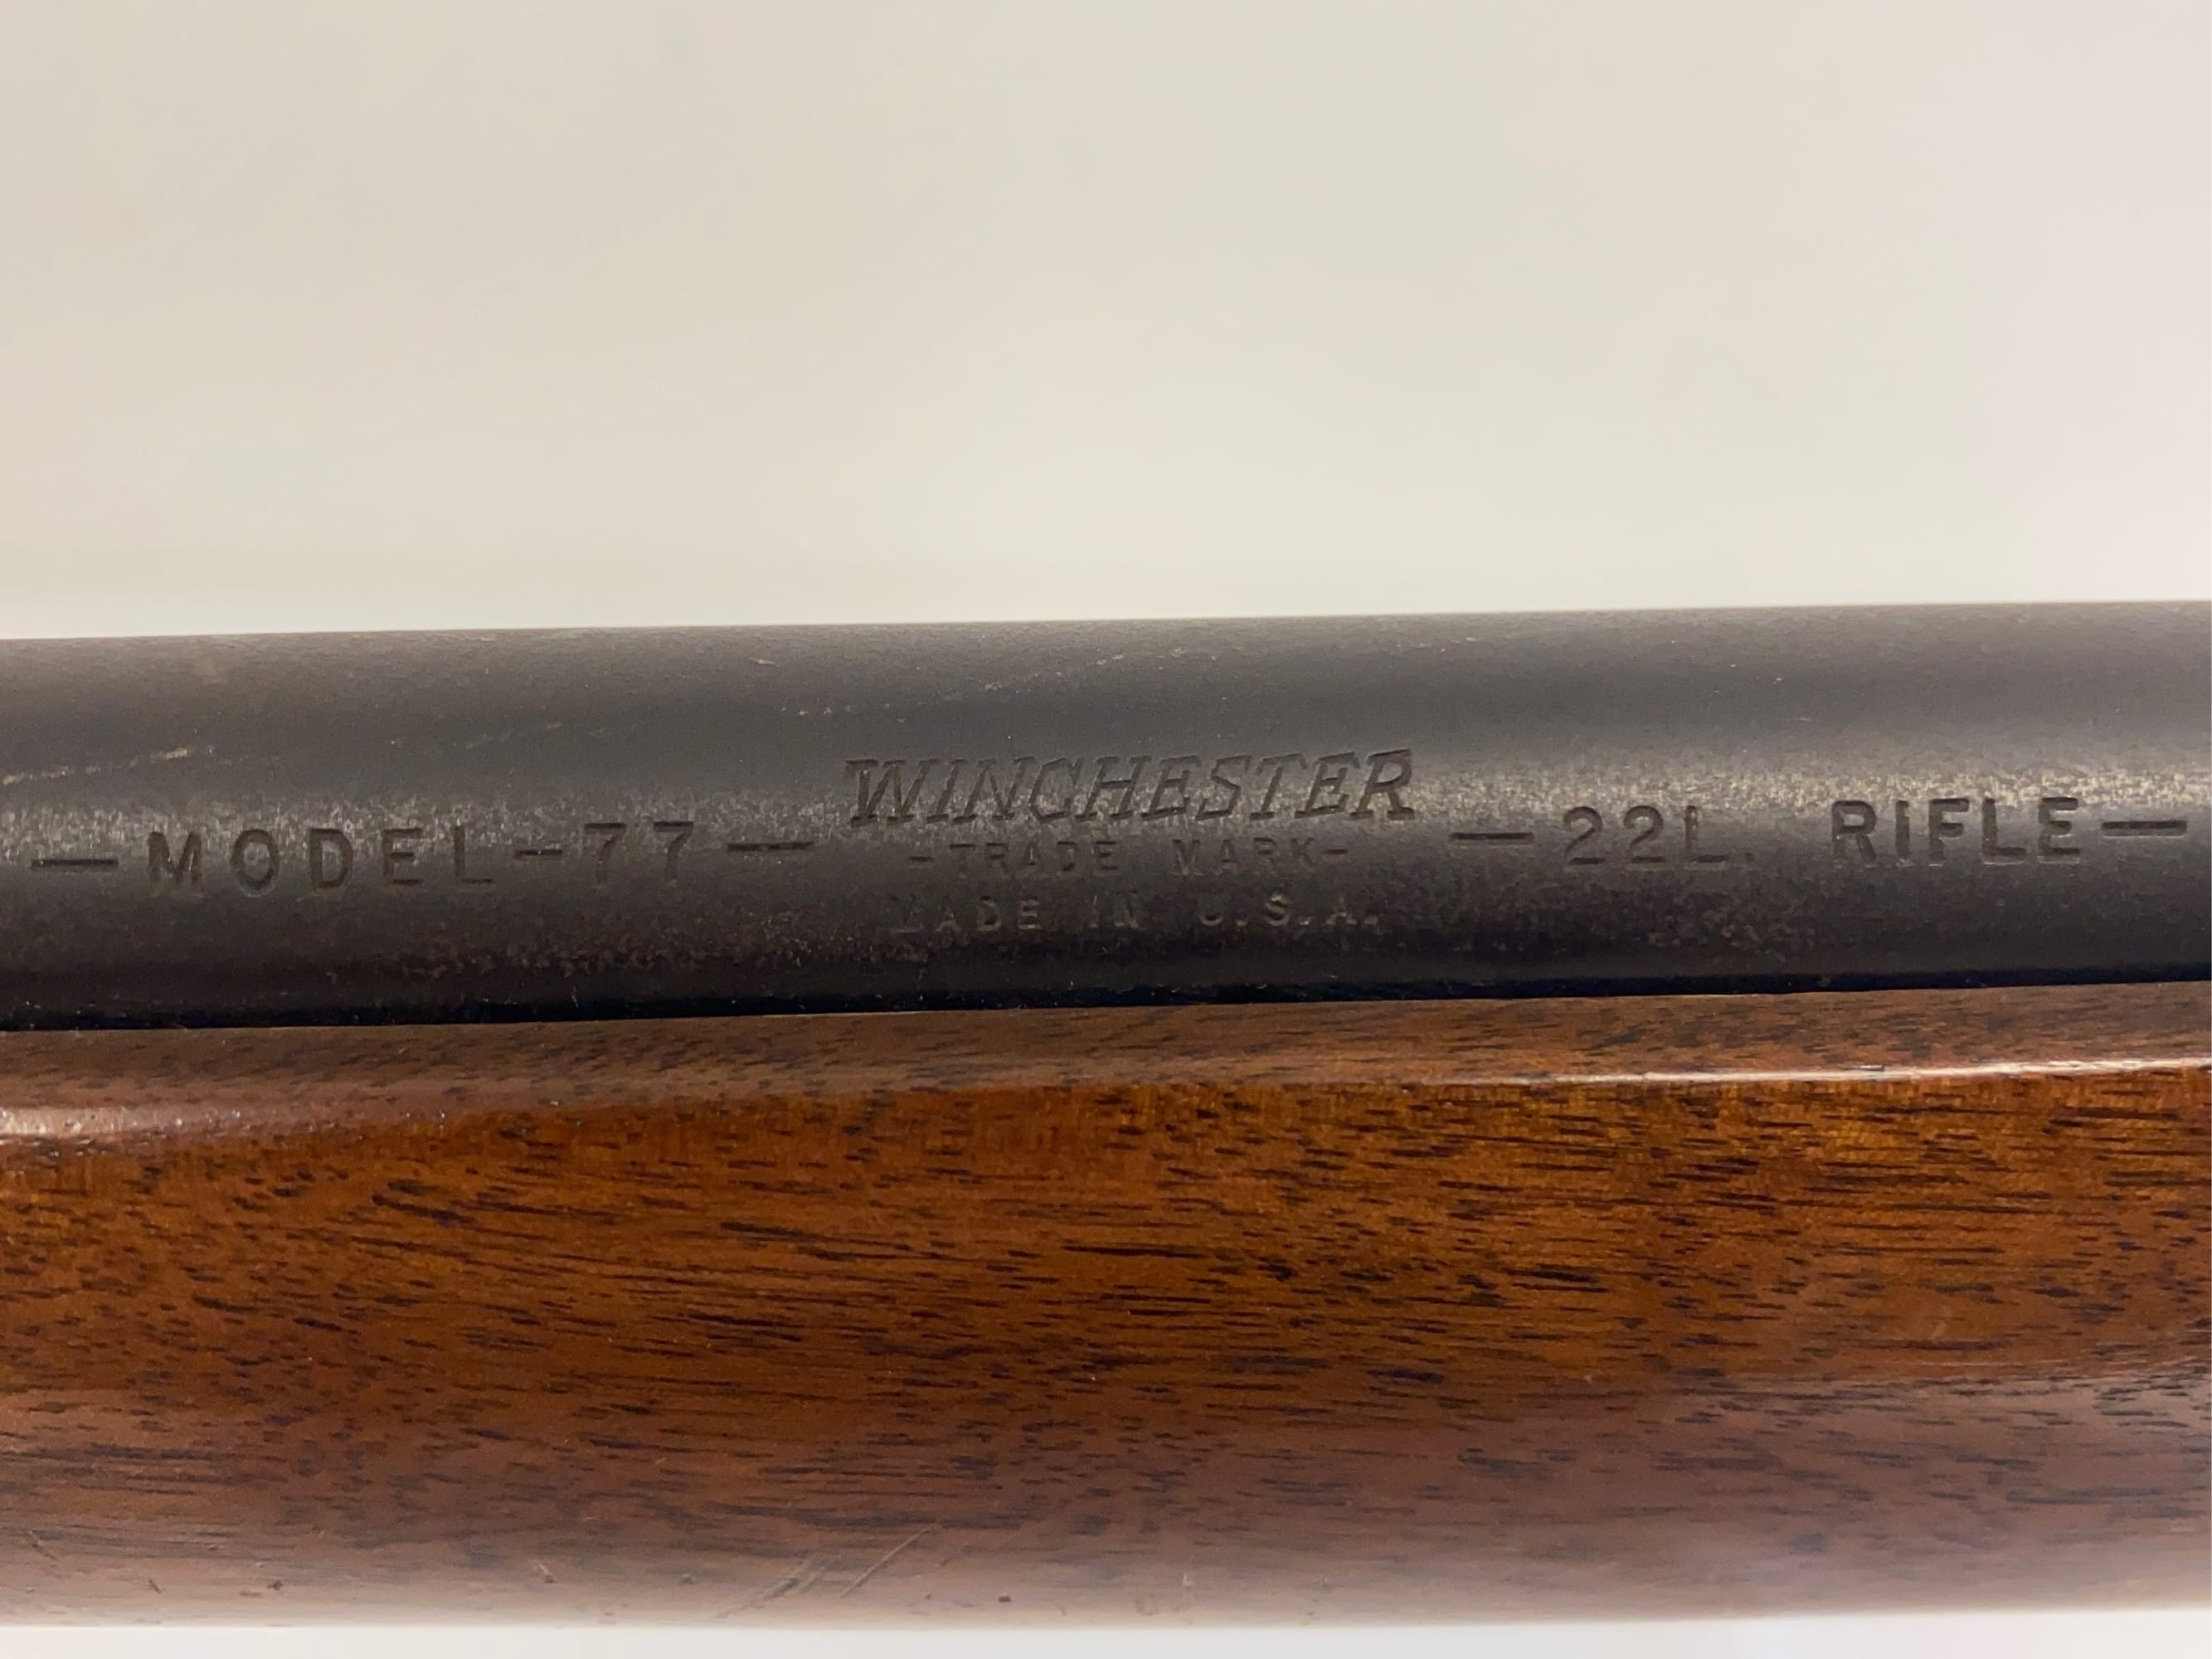 —MODEL-77— WINCHESTER —22L. RIFLE—
-TRADE MARK-
MADE IN U.S.A.